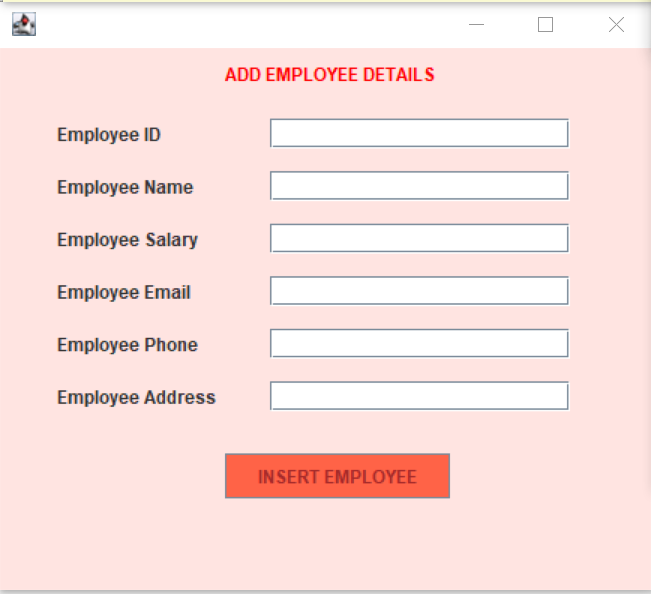 ADD EMPLOYEE DETAILS
Employee ID
Employee Name
Employee Salary
Employee Email
Employee Phone
Employee Address
INSERT EMPLOYEE